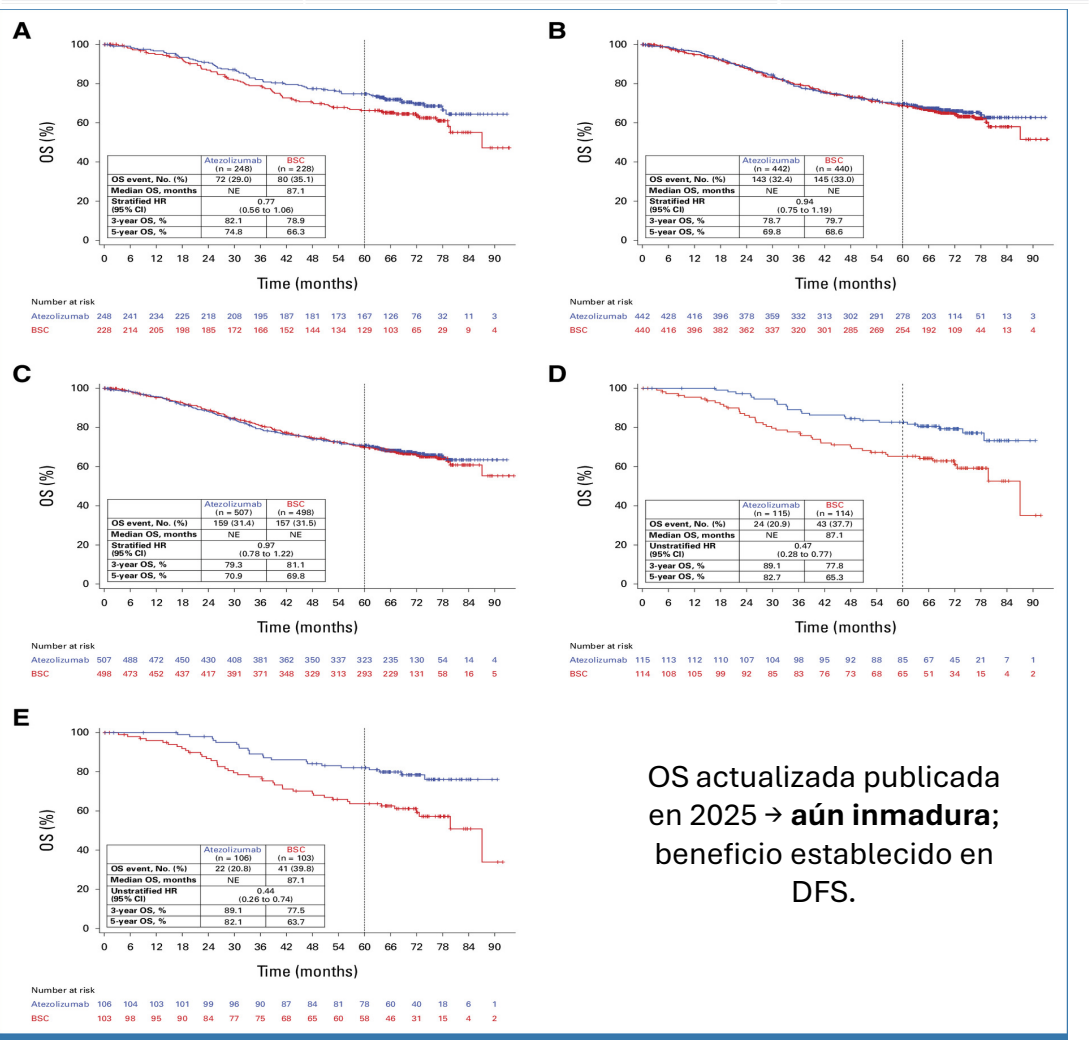 A
100
80
60
40
20
0
OS (%)
Atezolizumab BSC
(n = 248) (n = 228)
OS event, No. (%) 72 (29.0) 80 (35.1)
Median OS, months NE 87.1
Stratified HR 0.77
(95% CI) (0.56 to 1.06)
3-year OS, % 82.1 78.9
5-year OS, % 74.8 66.3
0 6 12 18 24 30 36 42 48 54 60 66 72 78 84 90
Time (months)
Number at risk
Atezolizumab 248 241 234 225 218 208 195 187 181 173 167 126 76 32 11 3
BSC 228 214 205 198 185 172 166 152 144 134 129 103 65 29 9 4
B
100
80
60
40
20
0
OS (%)
Atezolizumab BSC
(n = 442) (n = 440)
OS event, No. (%) 143 (32.4) 145 (33.0)
Median OS, months NE NE
Stratified HR 0.94
(95% CI) (0.75 to 1.19)
3-year OS, % 78.7 79.7
5-year OS, % 69.8 68.6
0 6 12 18 24 30 36 42 48 54 60 66 72 78 84 90
Time (months)
Number at risk
Atezolizumab 442 428 416 396 378 359 332 313 302 291 278 203 114 51 13 3
BSC 440 416 396 382 362 337 320 301 285 269 254 192 109 44 13 4
C
100
80
60
40
20
0
OS (%)
Atezolizumab BSC
(n = 507) (n = 498)
OS event, No. (%) 159 (31.4) 157 (31.5)
Median OS, months NE NE
Stratified HR 0.97
(95% CI) (0.78 to 1.22)
3-year OS, % 79.3 81.1
5-year OS, % 70.9 69.8
0 6 12 18 24 30 36 42 48 54 60 66 72 78 84 90
Time (months)
Number at risk
Atezolizumab 507 488 472 450 430 408 381 362 350 337 323 235 130 54 14 4
BSC 498 473 452 437 417 391 371 348 329 313 293 229 131 58 16 5
D
100
80
60
40
20
0
OS (%)
Atezolizumab BSC
(n = 115) (n = 114)
OS event, No. (%) 24 (20.9) 43 (37.7)
Median OS, months NE 87.1
Unstratified HR 0.47
(95% CI) (0.28 to 0.77)
3-year OS, % 89.1 77.8
5-year OS, % 82.7 65.3
0 6 12 18 24 30 36 42 48 54 60 66 72 78 84 90
Time (months)
Number at risk
Atezolizumab 115 113 112 110 107 104 98 95 92 88 85 67 45 21 7 1
BSC 114 108 105 99 92 85 83 76 73 68 65 51 34 15 4 2
E
100
80
60
40
20
0
OS (%)
Atezolizumab BSC
(n = 106) (n = 103)
OS event, No. (%) 22 (20.8) 41 (39.8)
Median OS, months NE 87.1
Unstratified HR 0.44
(95% CI) (0.26 to 0.74)
3-year OS, % 89.1 77.5
5-year OS, % 82.1 63.7
0 6 12 18 24 30 36 42 48 54 60 66 72 78 84 90
Time (months)
Number at risk
Atezolizumab 106 104 103 101 99 96 90 87 84 81 78 60 40 18 6 1
BSC 103 98 95 90 84 77 75 68 65 60 58 46 31 15 4 2
OS actualizada publicada
en 2025 → aún inmadura;
beneficio establecido en
DFS.